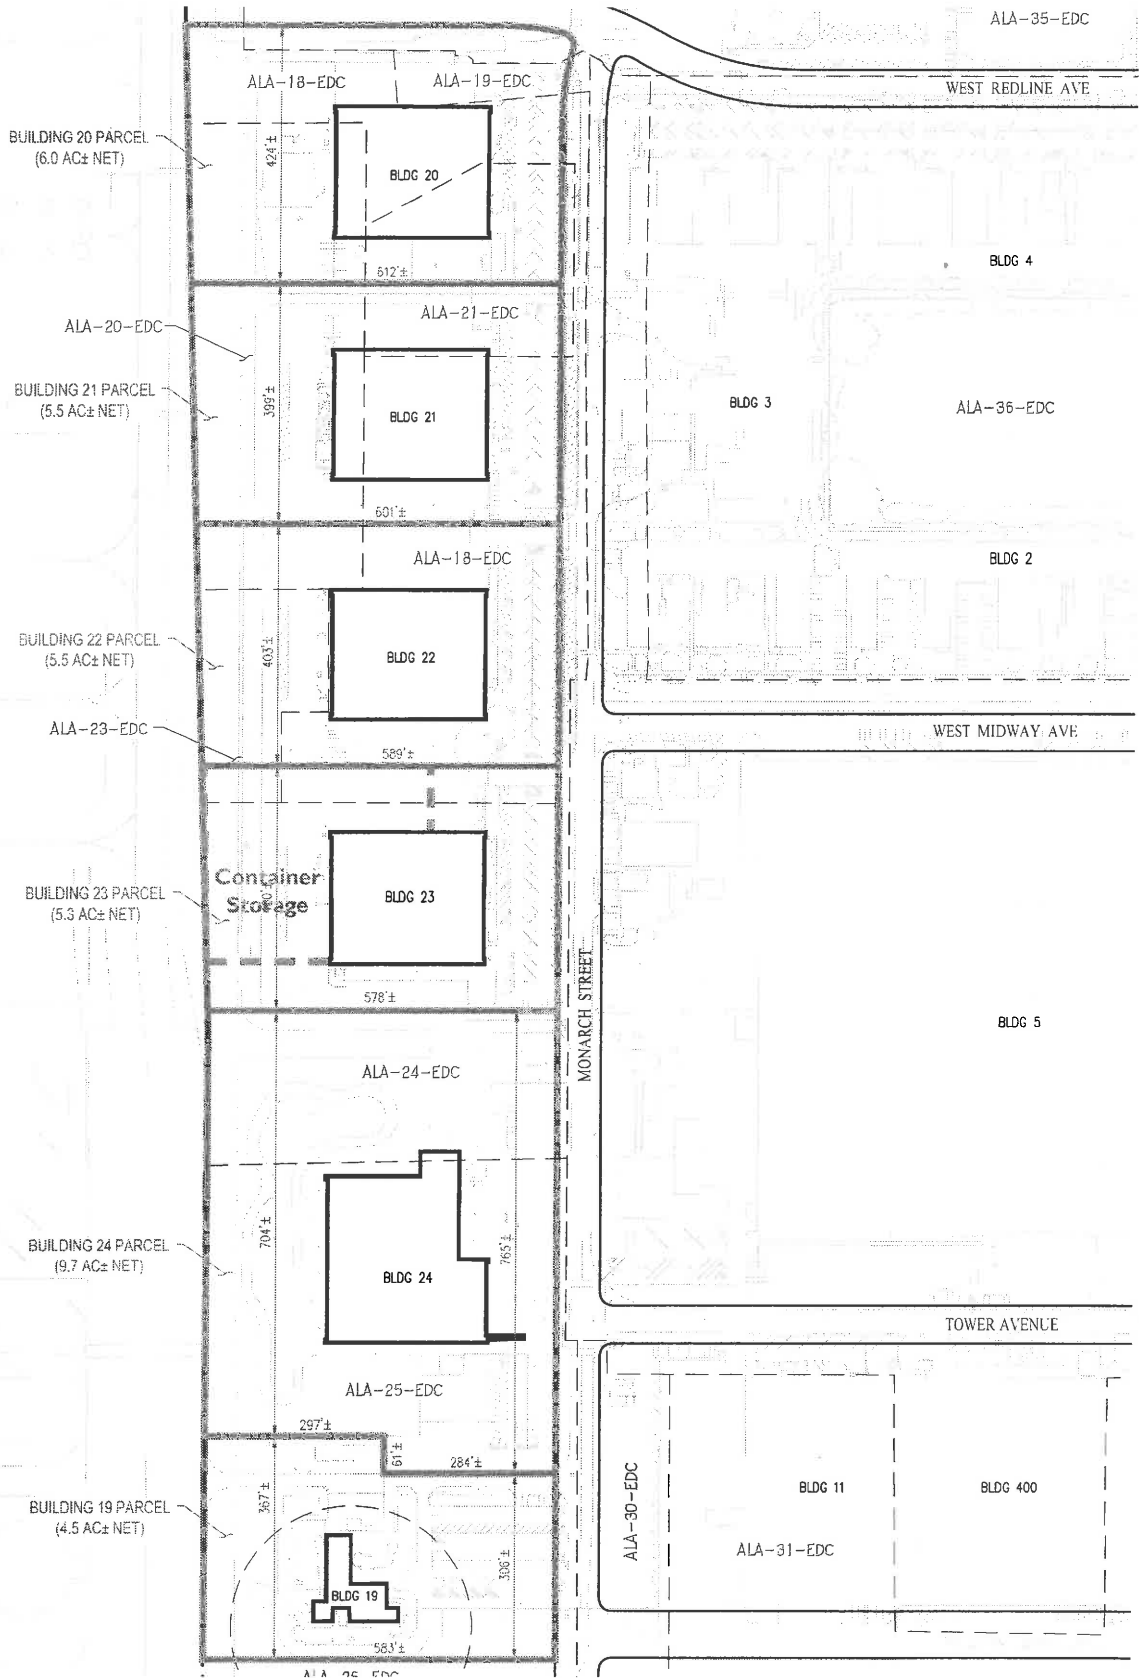 ALA-35-EDC
WEST REDLINE AVE
ALA-18-EDC
ALA-19-EDC
BUILDING 20 PARCEL
(6.0 AC± NET)
424'±
BLDG 20
612'±
BLDG 4
ALA-20-EDC
ALA-21-EDC
BUILDING 21 PARCEL
(5.5 AC± NET)
399'±
BLDG 21
BLDG 3
ALA-36-EDC
601'±
ALA-18-EDC
BLDG 2
BUILDING 22 PARCEL
(5.5 AC± NET)
403'±
BLDG 22
ALA-23-EDC
589'±
WEST MIDWAY AVE
Container
Storage
BUILDING 23 PARCEL
(5.3 AC± NET)
BLDG 23
578'±
MONARCH STREET
BLDG 5
ALA-24-EDC
BUILDING 24 PARCEL
(9.7 AC± NET)
704'±
765'±
BLDG 24
TOWER AVENUE
ALA-25-EDC
297'±
61'±
284'±
BUILDING 19 PARCEL
(4.5 AC± NET)
367'±
306'±
BLDG 19
583'±
ALA-30-EDC
BLDG 11
BLDG 400
ALA-31-EDC